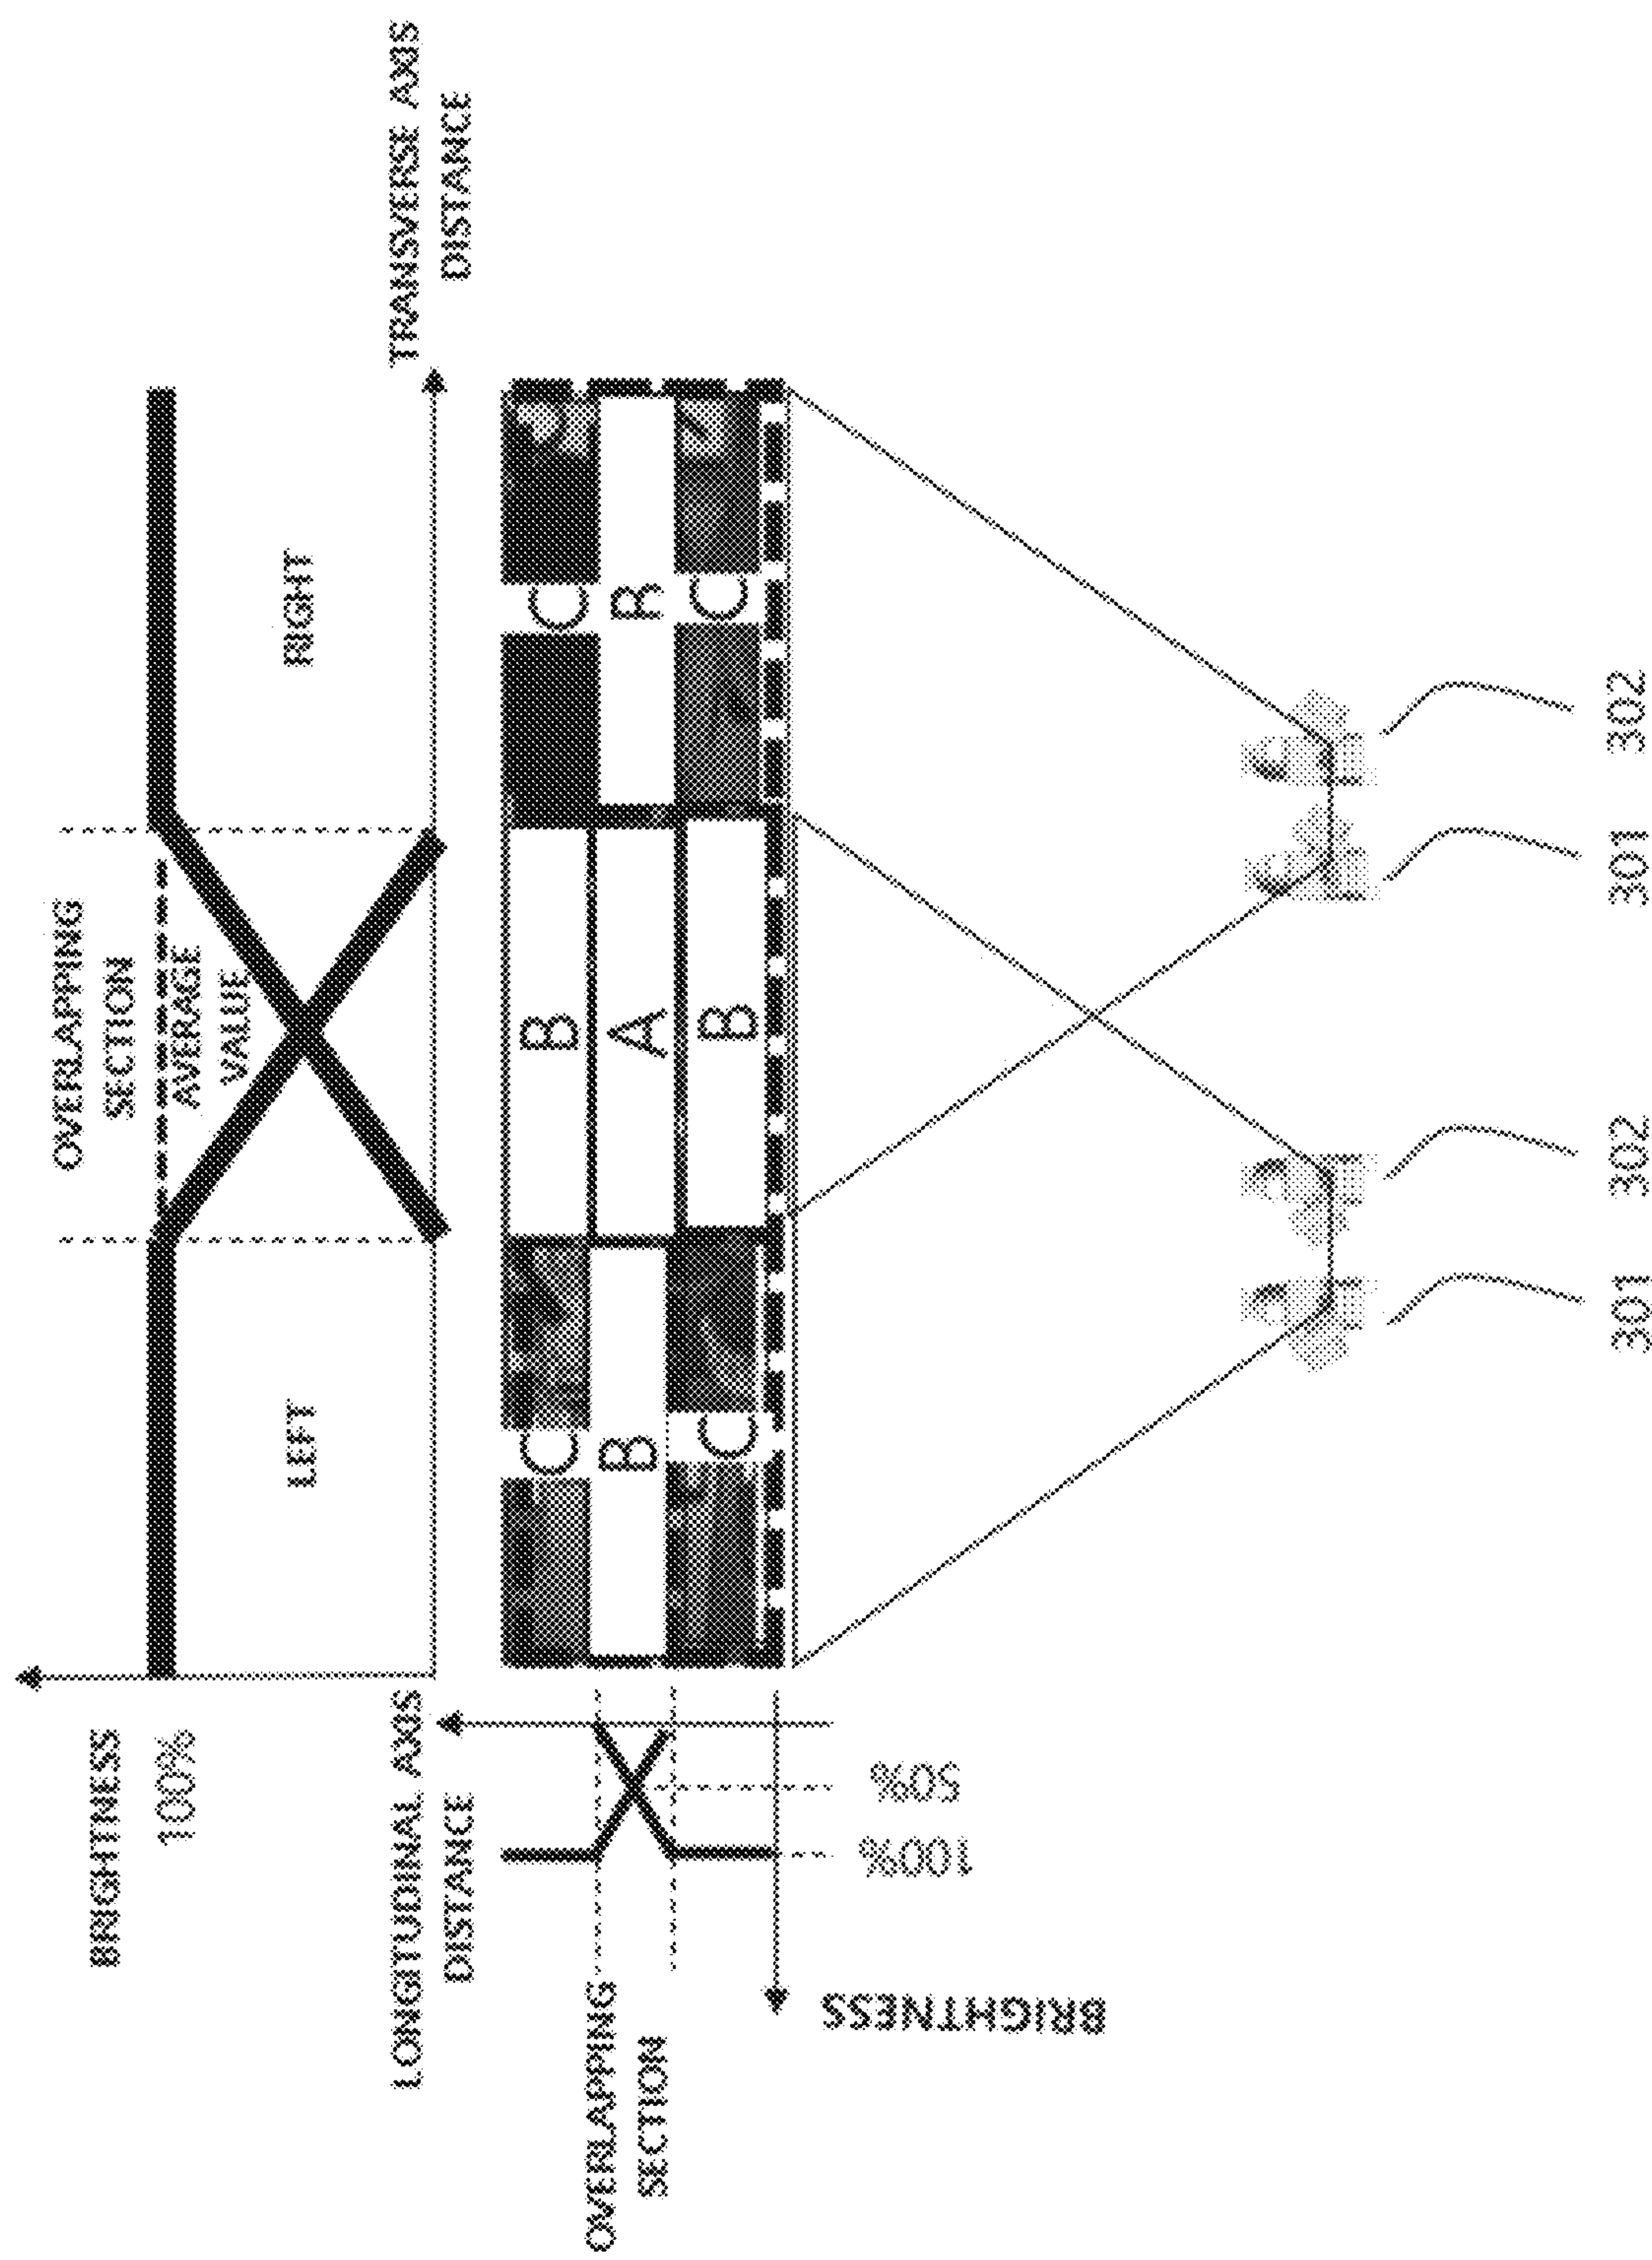 OVERLAPPING
SECTION
BRIGHTNESS
100%
AVERAGE
VALUE
LEFT
RIGHT
LONGITUDINAL AXIS
DISTANCE
TRANSVERSE AXIS
DISTANCE
C B C
OVERLAPPING
SECTION
B A R
C B C
BRIGHTNESS
100%
50%
301 302 301 302